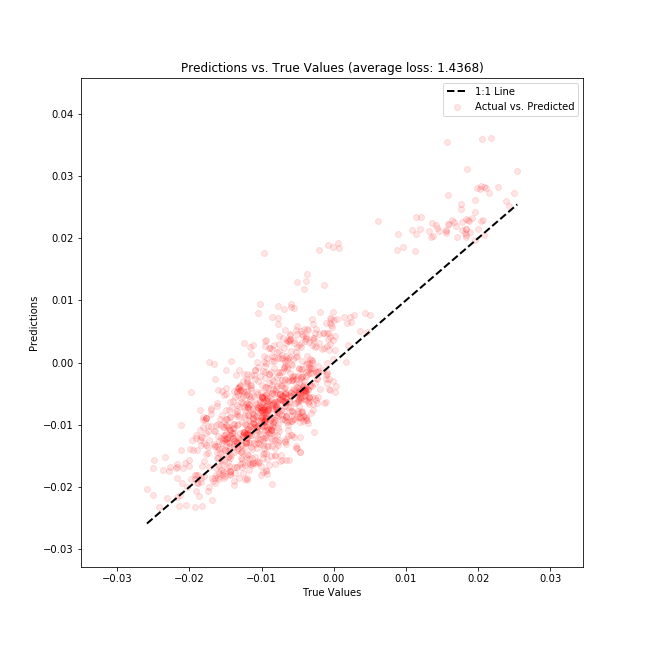 Predictions vs. True Values (average loss: 1.4368)
1:1 Line
Actual vs. Predicted
0.04
0.03
0.02
0.01
0.00
−0.01
−0.02
−0.03
Predictions
−0.03 −0.02 −0.01 0.00 0.01 0.02 0.03
True Values